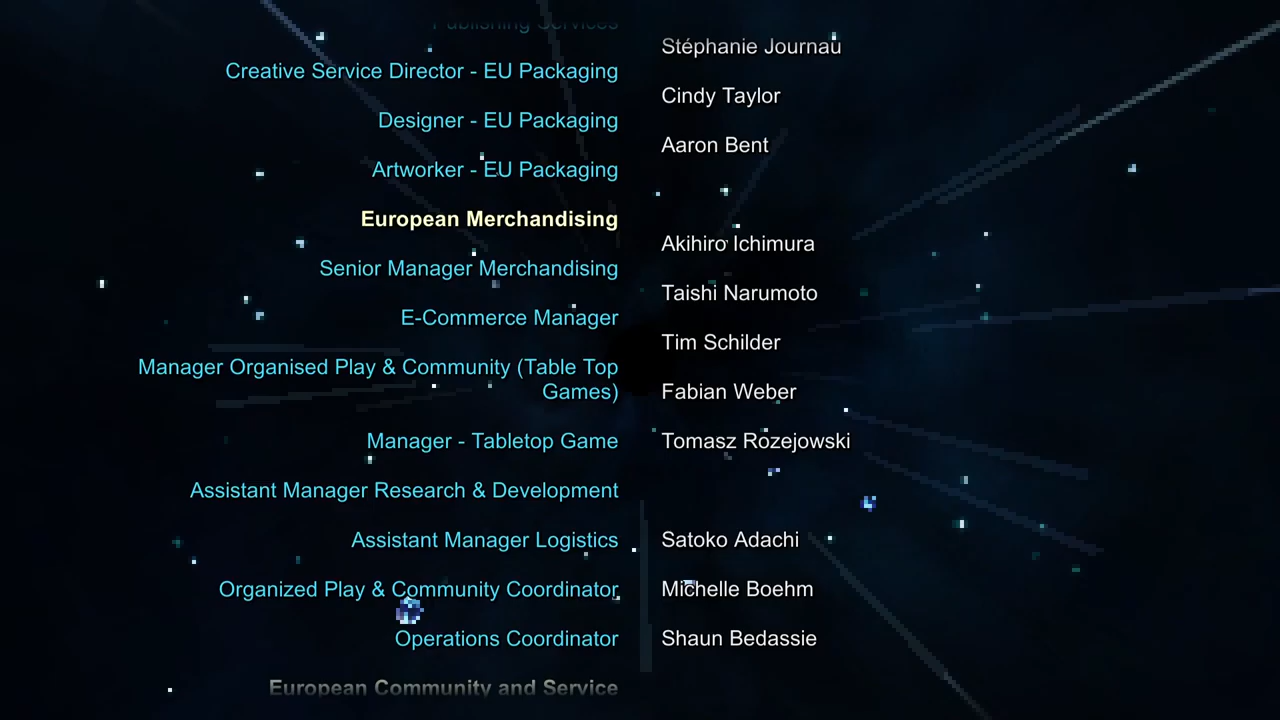 Publishing Services
Stéphanie Journau
Creative Service Director - EU Packaging
Cindy Taylor
Designer - EU Packaging
Aaron Bent
Artworker - EU Packaging
European Merchandising
Akihiro Ichimura
Senior Manager Merchandising
Taishi Narumoto
E-Commerce Manager
Tim Schilder
Manager Organised Play & Community (Table Top
Games)
Fabian Weber
Manager - Tabletop Game
Tomasz Rozejowski
Assistant Manager Research & Development
Assistant Manager Logistics
Satoko Adachi
Organized Play & Community Coordinator
Michelle Boehm
Operations Coordinator
Shaun Bedassie
European Community and Service